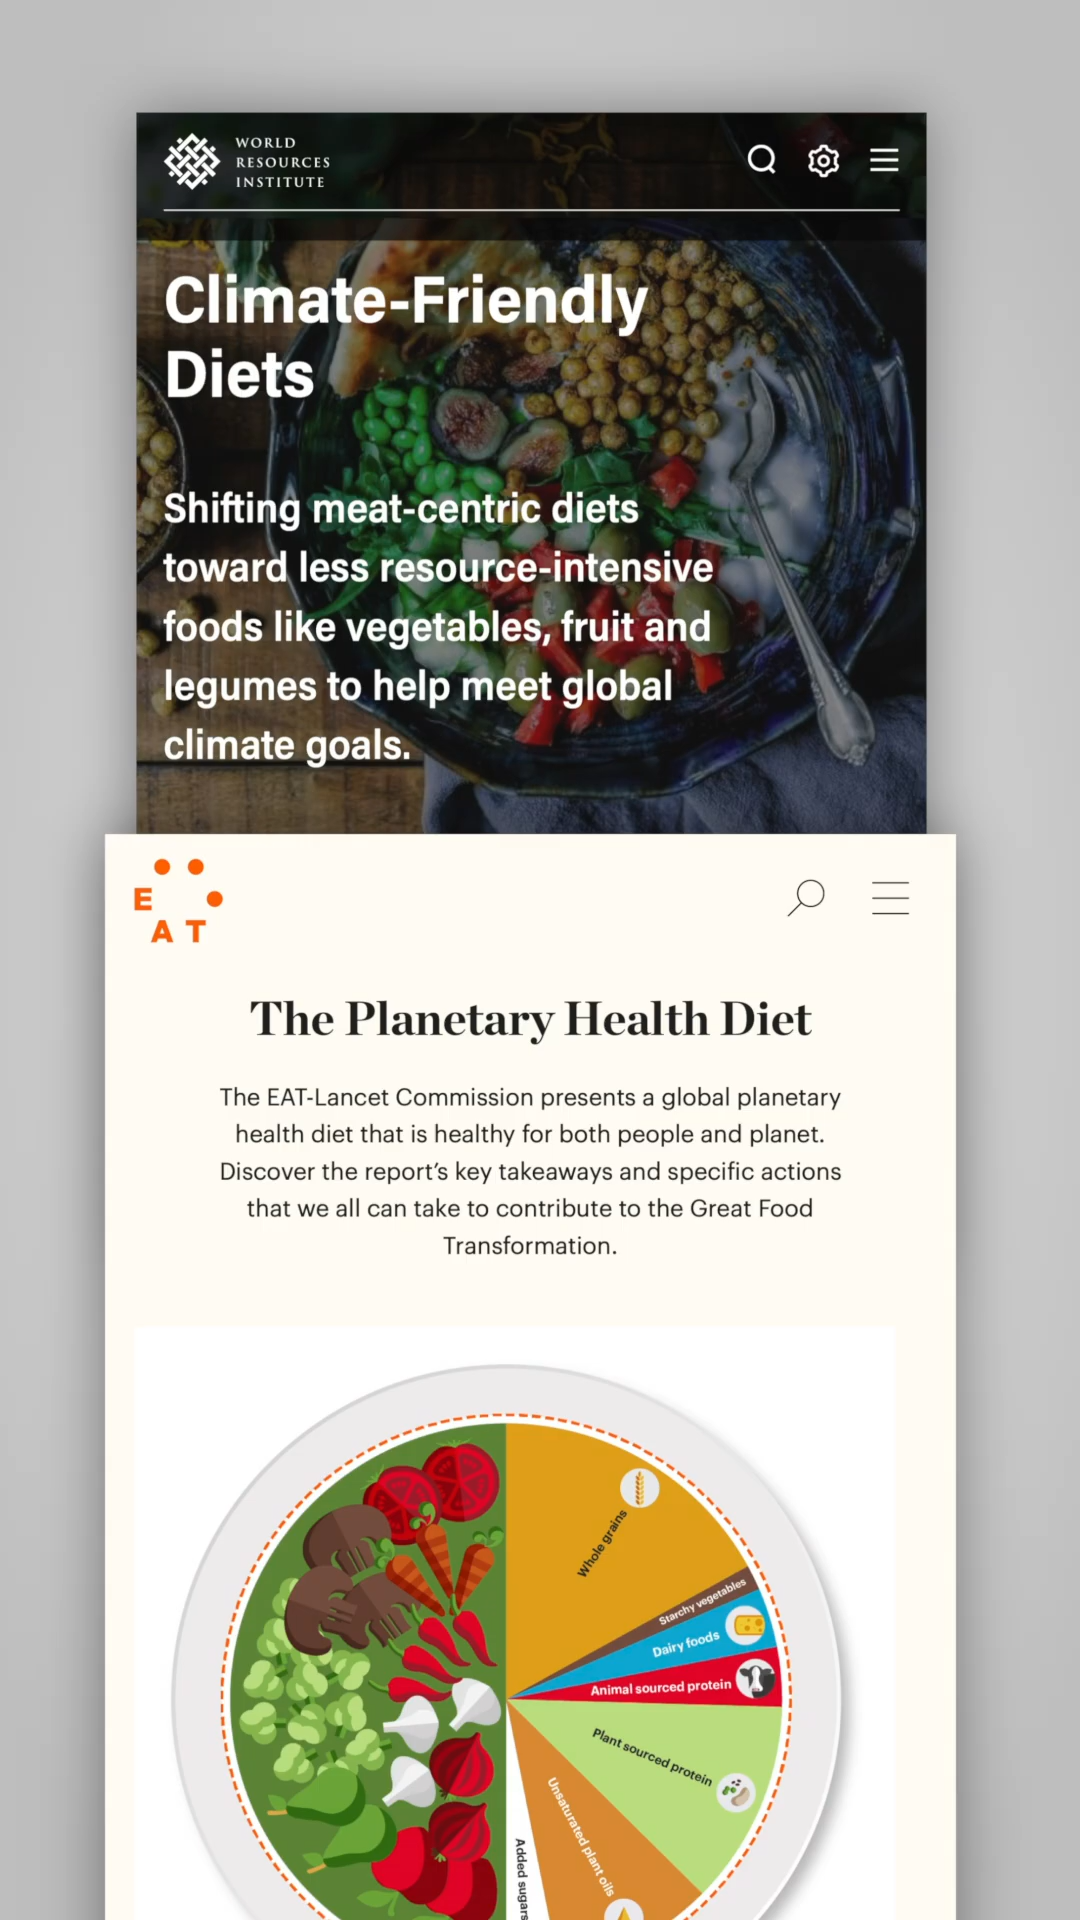 WORLD
RESOURCES
INSTITUTE
Climate-Friendly
Diets
Shifting meat-centric diets
toward less resource-intensive
foods like vegetables, fruit and
legumes to help meet global
climate goals.
E
A T
The Planetary Health Diet
The EAT-Lancet Commission presents a global planetary
health diet that is healthy for both people and planet.
Discover the report’s key takeaways and specific actions
that we all can take to contribute to the Great Food
Transformation.
Whole grains
Starchy vegetables
Dairy foods
Animal sourced protein
Plant sourced protein
Unsaturated plant oils
Added sugars